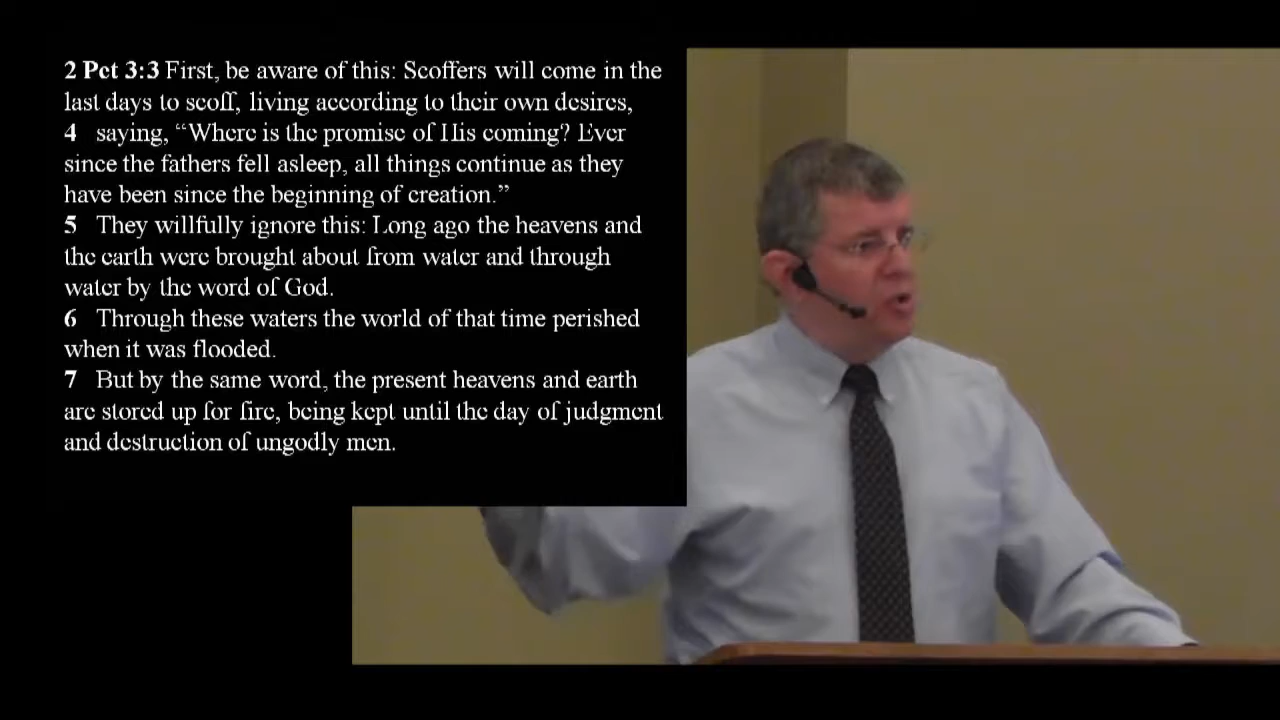 2 Pet 3:3 First, be aware of this: Scoffers will come in the
last days to scoff, living according to their own desires,
4 saying, “Where is the promise of His coming? Ever
since the fathers fell asleep, all things continue as they
have been since the beginning of creation.”
5 They willfully ignore this: Long ago the heavens and
the earth were brought about from water and through
water by the word of God.
6 Through these waters the world of that time perished
when it was flooded.
7 But by the same word, the present heavens and earth
are stored up for fire, being kept until the day of judgment
and destruction of ungodly men.